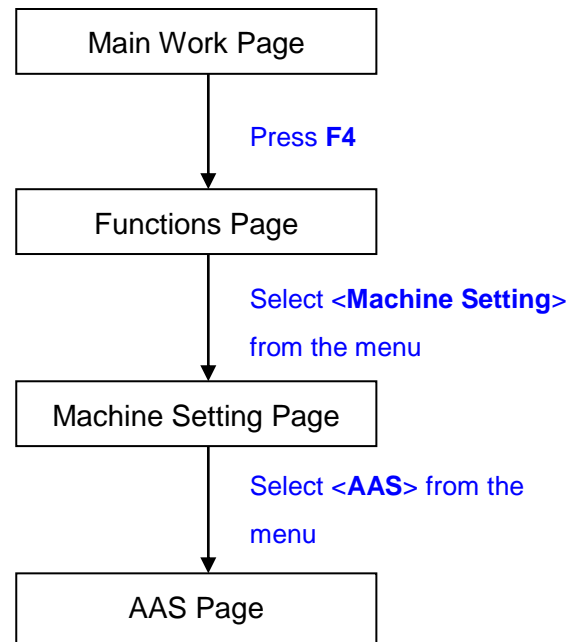 Main Work Page
Press F4
Functions Page
Select <Machine Setting>
from the menu
Machine Setting Page
Select <AAS> from the
menu
AAS Page